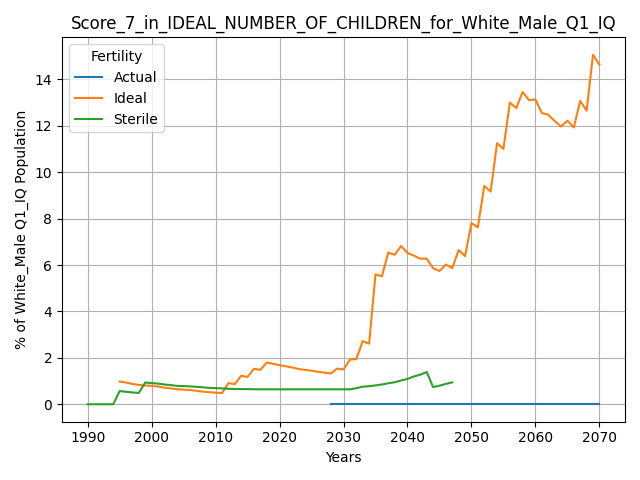 Score_7_in_IDEAL_NUMBER_OF_CHILDREN_for_White_Male_Q1_IQ
Fertility
Actual
Ideal
Sterile
% of White_Male Q1_IQ Population
14
12
10
8
6
4
2
0
1990 2000 2010 2020 2030 2040 2050 2060 2070
Years